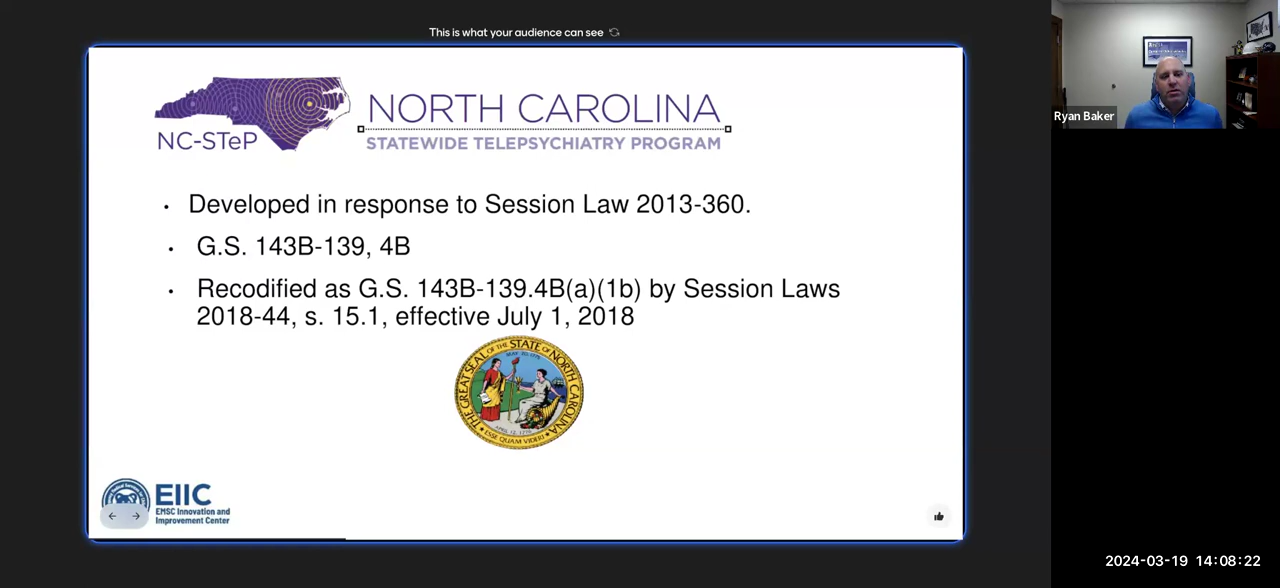 This is what your audience can see
NC-STeP
NORTH CAROLINA
STATEWIDE TELEPSYCHIATRY PROGRAM
• Developed in response to Session Law 2013-360.
• G.S. 143B-139, 4B
• Recodified as G.S. 143B-139.4B(a)(1b) by Session Laws
2018-44, s. 15.1, effective July 1, 2018
THE GREAT SEAL OF THE STATE OF NORTH CAROLINA
ESSE QUAM VIDERI
EIIC
EMSC Innovation and
Improvement Center
Ryan Baker
2024-03-19 14:08:22